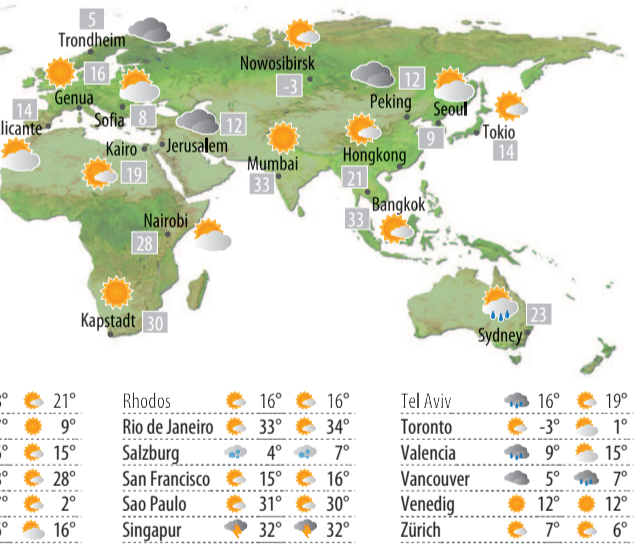 5
Trondheim
Nowosibirsk
-3
16
Genua
12
Peking
Seoul
14
Sofia
8
12
9
Tokio
14
Kairo
Jerusalem
19
Mumbai
33
Hongkong
21
Bangkok
33
Nairobi
28
Kapstadt
30
23
Sydney
21°
9°
15°
28°
2°
16°
Rhodos 16° 16°
Rio de Janeiro 33° 34°
Salzburg 4° 7°
San Francisco 15° 16°
Sao Paulo 31° 30°
Singapur 32° 32°
Tel Aviv 16° 19°
Toronto -3° 1°
Valencia 9° 15°
Vancouver 5° 7°
Venedig 12° 12°
Zürich 7° 6°